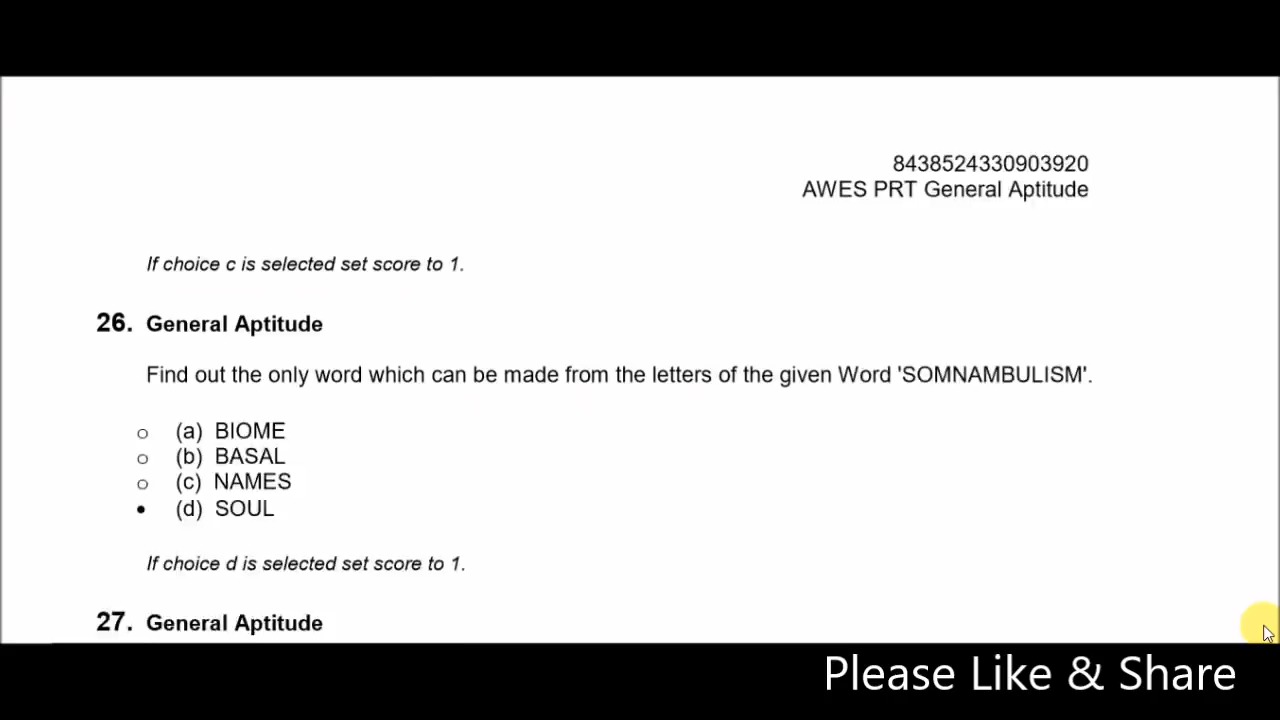 8438524330903920
AWES PRT General Aptitude
If choice c is selected set score to 1.
26. General Aptitude
Find out the only word which can be made from the letters of the given Word 'SOMNAMBULISM'.
(a) BIOME
(b) BASAL
(c) NAMES
(d) SOUL
If choice d is selected set score to 1.
27. General Aptitude
Please Like & Share